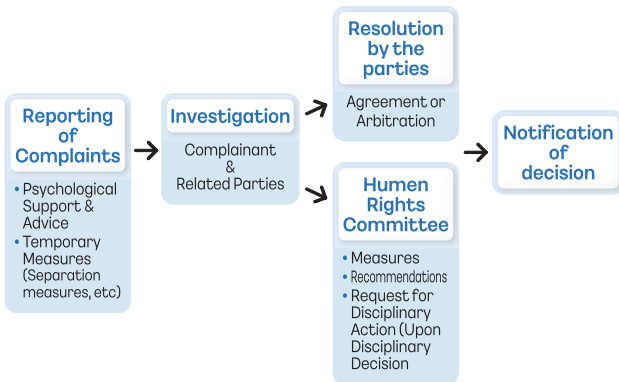 Reporting
of
Complaints
• Psychological
Support &
Advice
• Temporary
Measures
(Separation
measures, etc)
Investigation
Complainant
&
Related Parties
Resolution
by the
parties
Agreement or
Arbitration
Human
Rights
Committee
• Measures
• Recommendations
• Request for
Disciplinary
Action (Upon
Disciplinary
Decision
Notification
of
decision